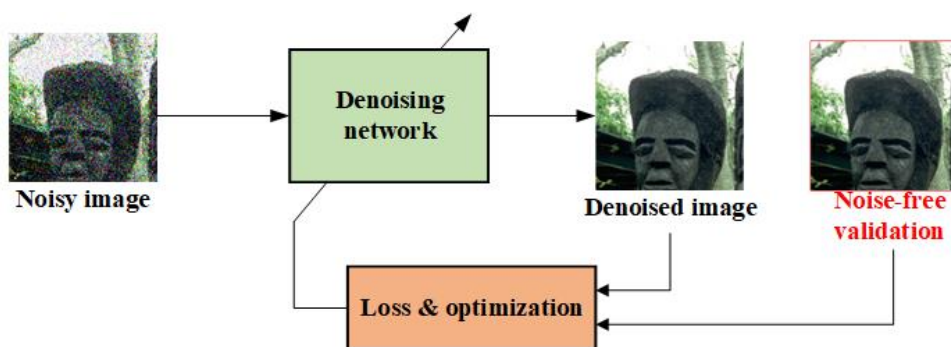 Noisy image
Denoising
network
Denoised image
Noise-free
validation
Loss & optimization